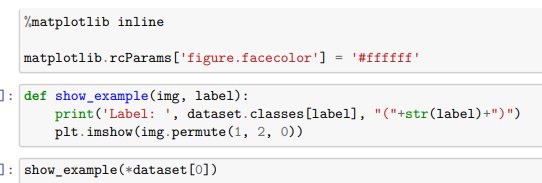 %matplotlib inline
matplotlib.rcParams['figure.facecolor'] = '#ffffff'
]: def show_example(img, label):
    print('Label: ', dataset.classes[label], "("+str(label)+")")
    plt.imshow(img.permute(1, 2, 0))
]: show_example(*dataset[0])